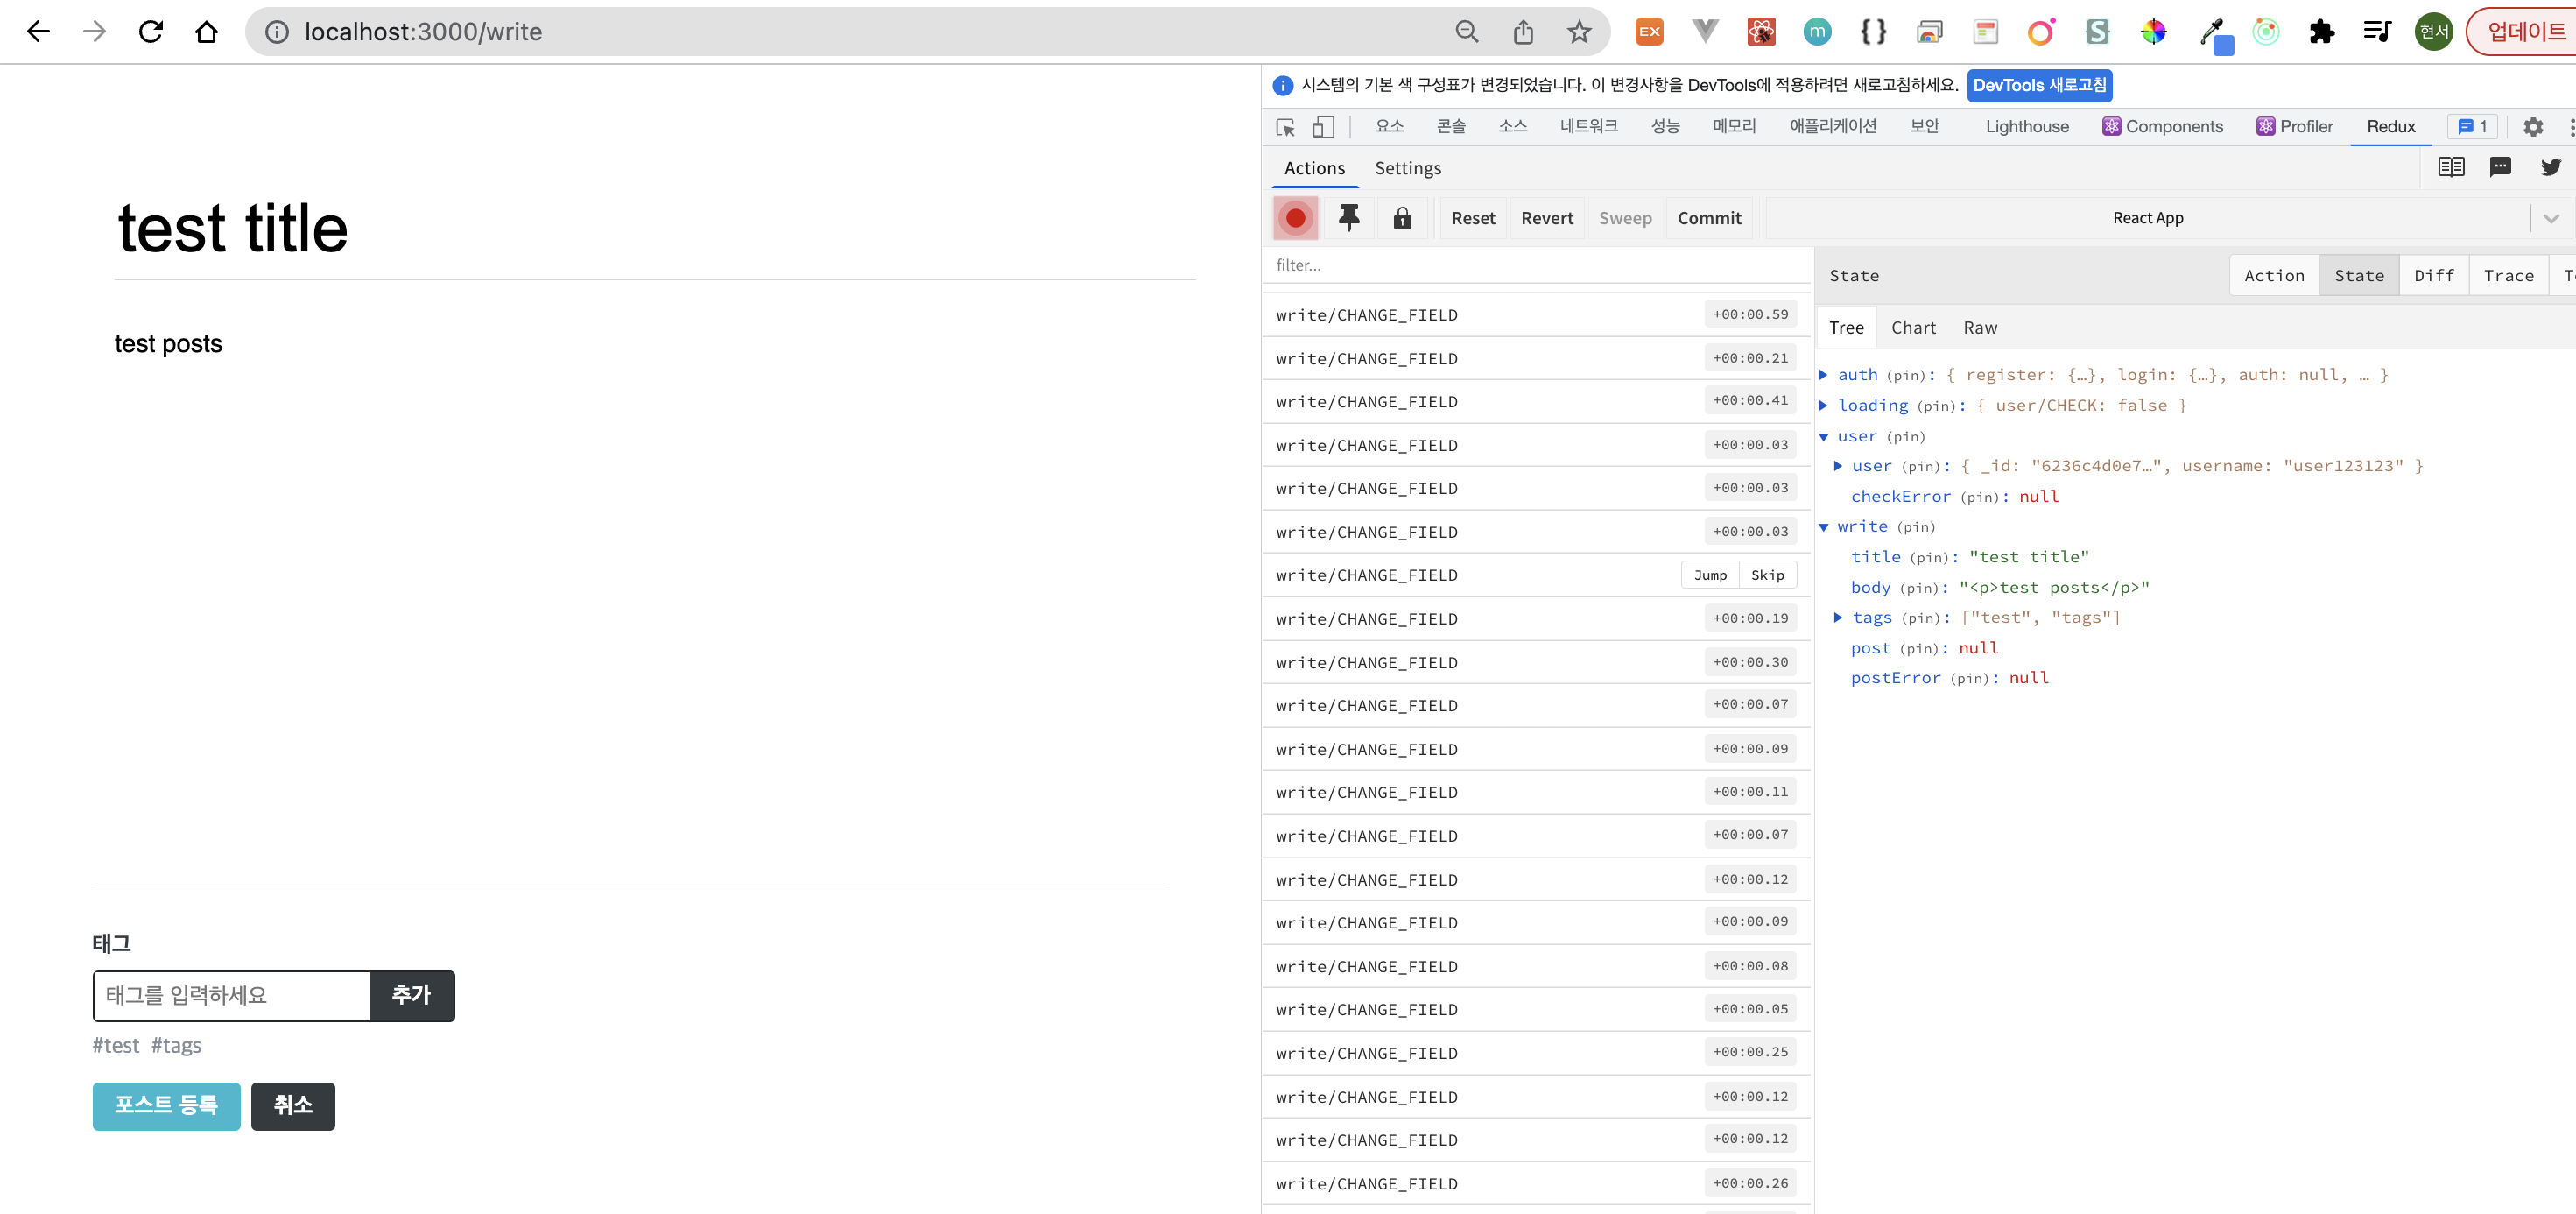 localhost:3000/write
EX
m
{ }
S
현서
업데이트
시스템의 기본 색 구성표가 변경되었습니다. 이 변경사항을 DevTools에 적용하려면 새로고침하세요. DevTools 새로고침
요소 콘솔 소스 네트워크 성능 메모리 애플리케이션 보안 Lighthouse Components Profiler Redux 1
Actions Settings
Reset Revert Sweep Commit React App
test title
test posts
태그
태그를 입력하세요 추가
#test #tags
포스트 등록 취소
filter...
write/CHANGE_FIELD +00:00.59
write/CHANGE_FIELD +00:00.21
write/CHANGE_FIELD +00:00.41
write/CHANGE_FIELD +00:00.03
write/CHANGE_FIELD +00:00.03
write/CHANGE_FIELD +00:00.03
write/CHANGE_FIELD Jump Skip
write/CHANGE_FIELD +00:00.19
write/CHANGE_FIELD +00:00.30
write/CHANGE_FIELD +00:00.07
write/CHANGE_FIELD +00:00.09
write/CHANGE_FIELD +00:00.11
write/CHANGE_FIELD +00:00.07
write/CHANGE_FIELD +00:00.12
write/CHANGE_FIELD +00:00.09
write/CHANGE_FIELD +00:00.08
write/CHANGE_FIELD +00:00.05
write/CHANGE_FIELD +00:00.25
write/CHANGE_FIELD +00:00.12
write/CHANGE_FIELD +00:00.12
write/CHANGE_FIELD +00:00.26
State Action State Diff Trace
Tree Chart Raw
auth (pin): { register: {…}, login: {…}, auth: null, … }
loading (pin): { user/CHECK: false }
user (pin)
user (pin): { _id: "6236c4d0e7…", username: "user123123" }
checkError (pin): null
write (pin)
title (pin): "test title"
body (pin): "<p>test posts</p>"
tags (pin): ["test", "tags"]
post (pin): null
postError (pin): null